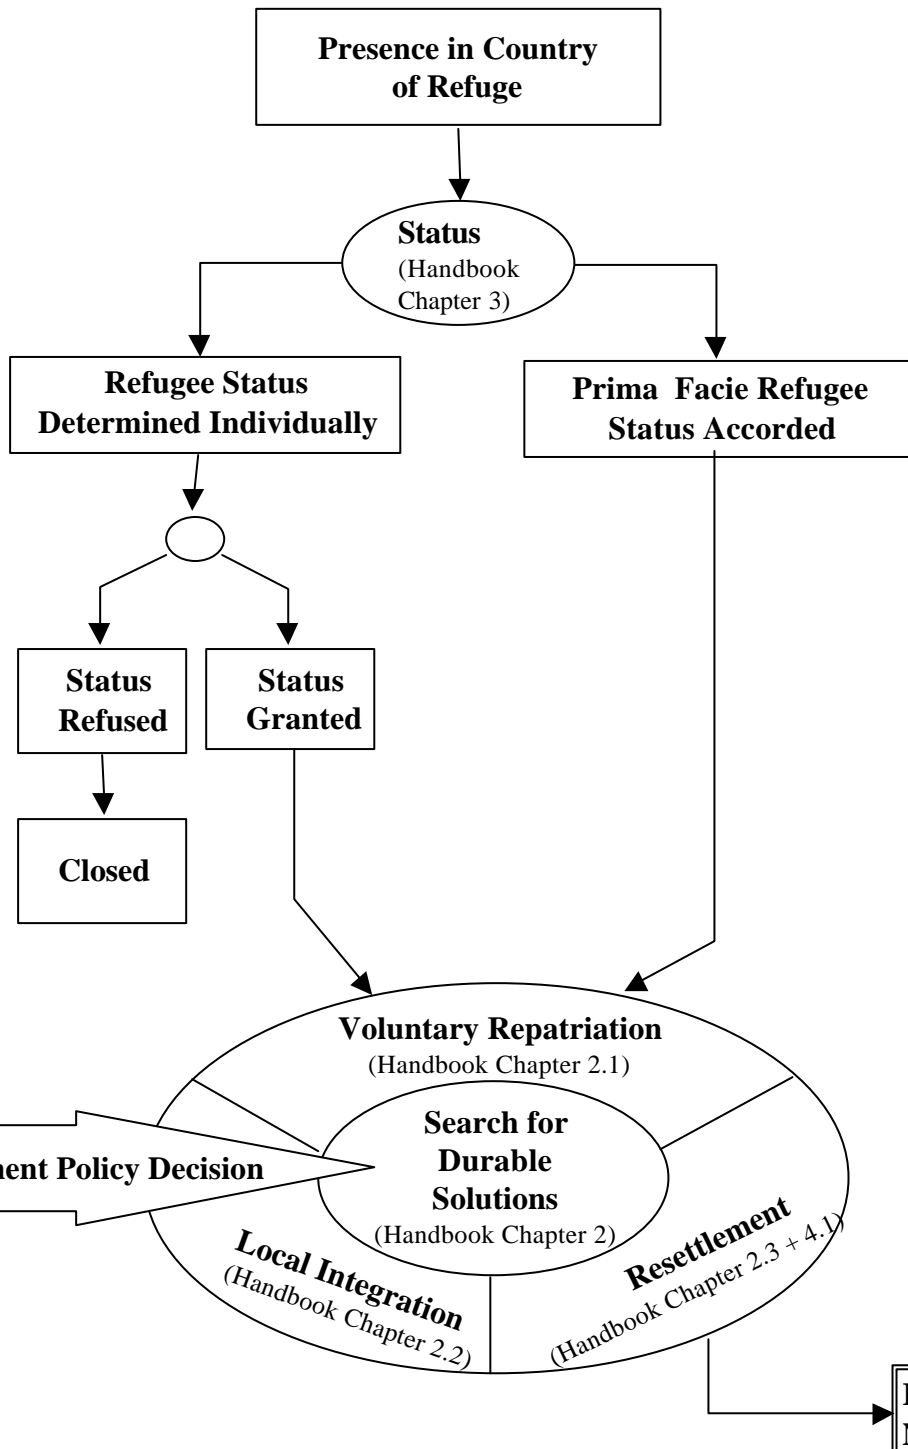 Presence in Country
of Refuge
Status
(Handbook
Chapter 3)
Refugee Status
Determined Individually
Prima Facie Refugee
Status Accorded
Status
Refused
Status
Granted
Closed
Voluntary Repatriation
(Handbook Chapter 2.1)
Search for
Durable
Solutions
(Handbook Chapter 2)
Policy Decision
Local Integration
(Handbook Chapter 2.2)
Resettlement
(Handbook Chapter 2.3 + 4.1)